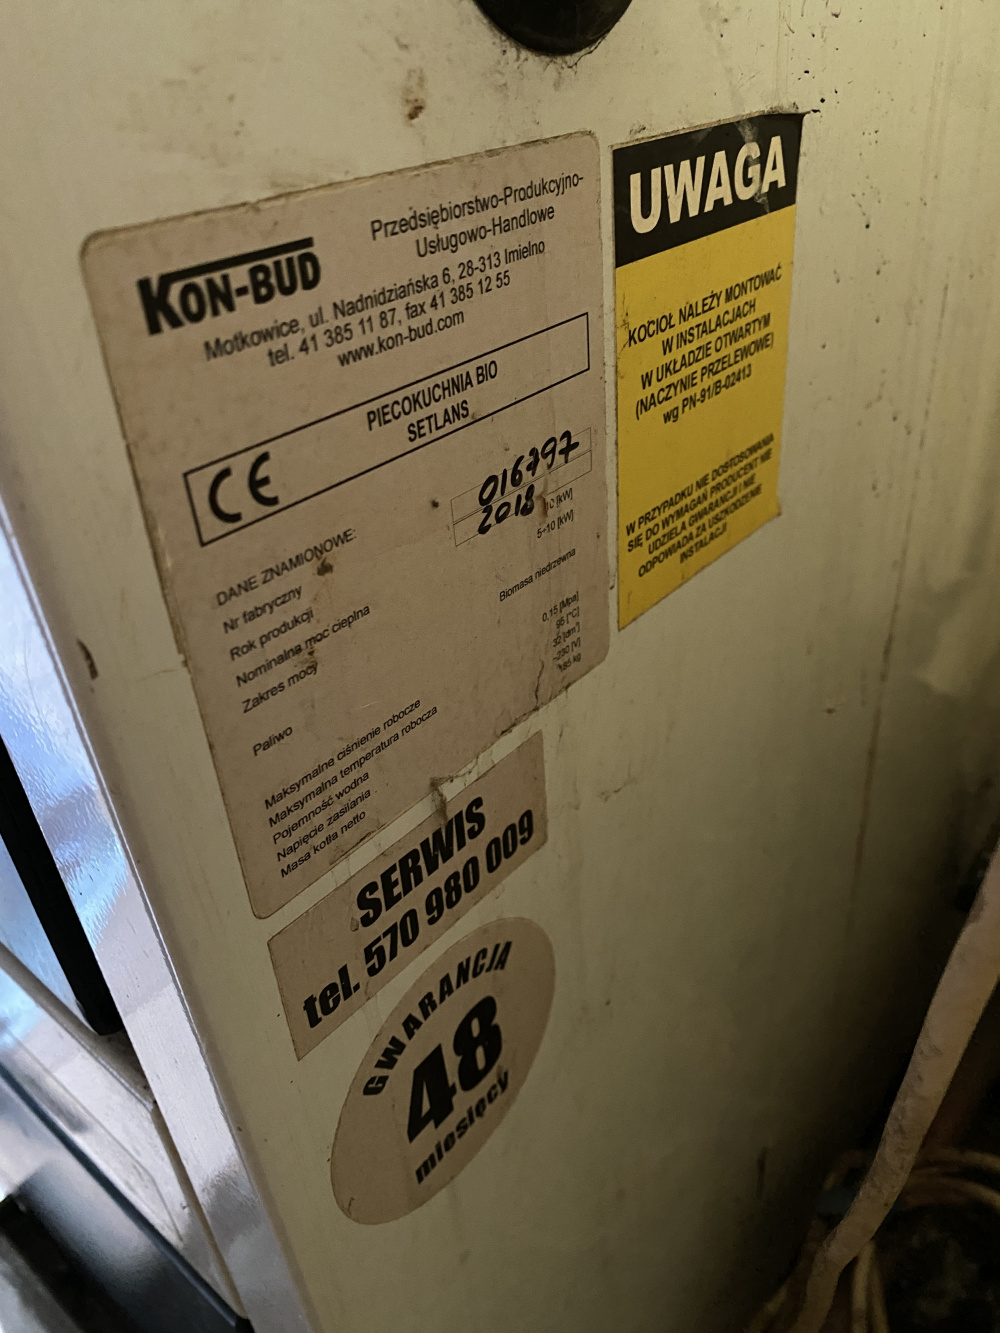 KON-BUD
Przedsiębiorstwo-Produkcyjno-
Usługowo-Handlowe
Motkowice, ul. Nadnidziańska 6, 28-313 Imielno
tel. 41 385 11 87, fax 41 385 12 55
www.kon-bud.com
CE
PIECOKUCHNIA BIO
SETLANS
DANE ZNAMIONOWE:
Nr fabryczny 016797
Rok produkcji 2018
Nominalna moc cieplna 10 [kW]
Zakres mocy 5÷10 [kW]
Paliwo Biomasa niedrzewna
Maksymalne ciśnienie robocze 0,15 [Mpa]
Maksymalna temperatura robocza 95 [°C]
Pojemność wodna [dm³]
Napięcie zasilania ~230 [V]
Masa kotła netto kg
SERWIS
tel. 570 980 009
GWARANCJA
48
miesięcy
UWAGA
KOCIOŁ NALEŻY MONTOWAĆ
W INSTALACJACH
W UKŁADZIE OTWARTYM
(NACZYNIE PRZELEWOWE)
wg PN-91/B-02413
W PRZYPADKU NIE DOSTOSOWANIA
SIĘ DO WYMAGAŃ PRODUCENT NIE
UDZIELA GWARANCJI I NIE
ODPOWIADA ZA USZKODZENIE
INSTALACJI